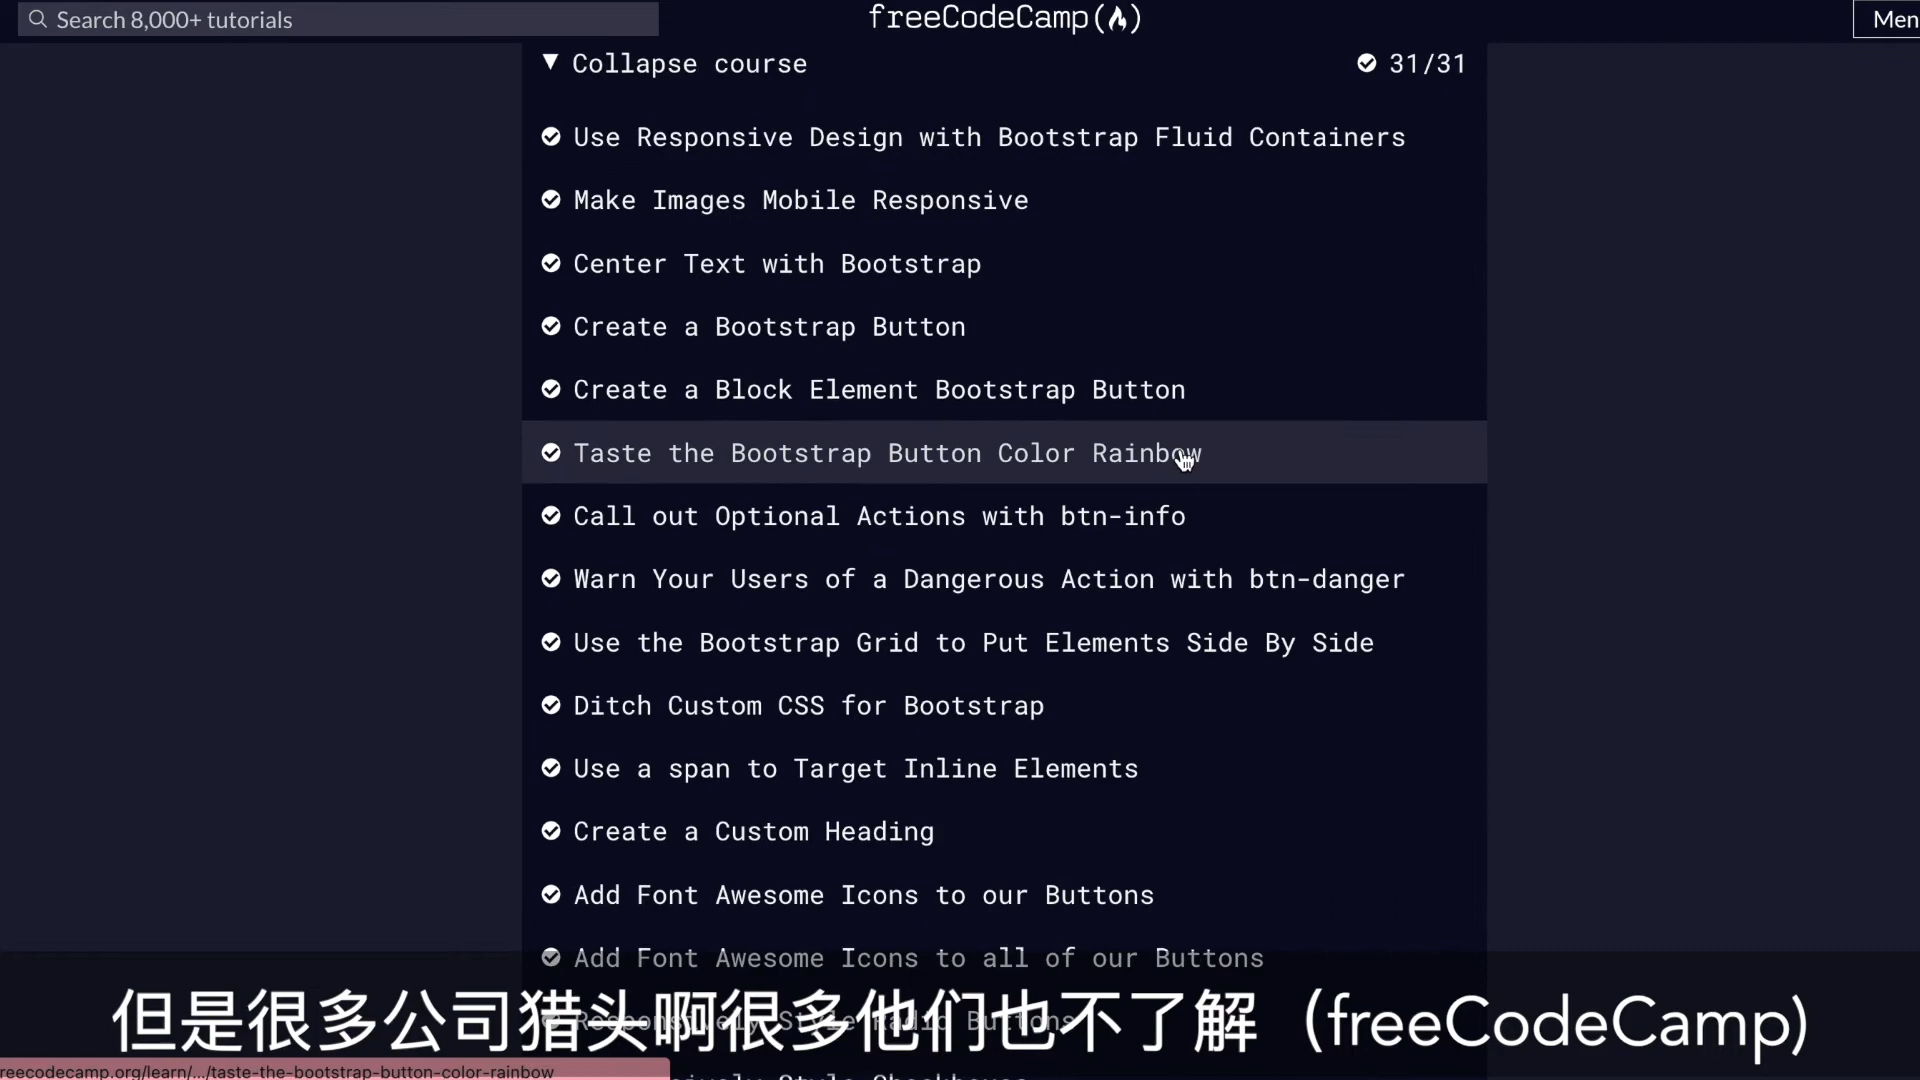 Search 8,000+ tutorials
freeCodeCamp
Men
Collapse course
31/31
Use Responsive Design with Bootstrap Fluid Containers
Make Images Mobile Responsive
Center Text with Bootstrap
Create a Bootstrap Button
Create a Block Element Bootstrap Button
Taste the Bootstrap Button Color Rainbow
Call out Optional Actions with btn-info
Warn Your Users of a Dangerous Action with btn-danger
Use the Bootstrap Grid to Put Elements Side By Side
Ditch Custom CSS for Bootstrap
Use a span to Target Inline Elements
Create a Custom Heading
Add Font Awesome Icons to our Buttons
Add Font Awesome Icons to all of our Buttons
Responsively Style Radio Buttons
但是很多公司猎头啊很多他们也不了解（freeCodeCamp)
reecodecamp.org/learn/.../taste-the-bootstrap-button-color-rainbow